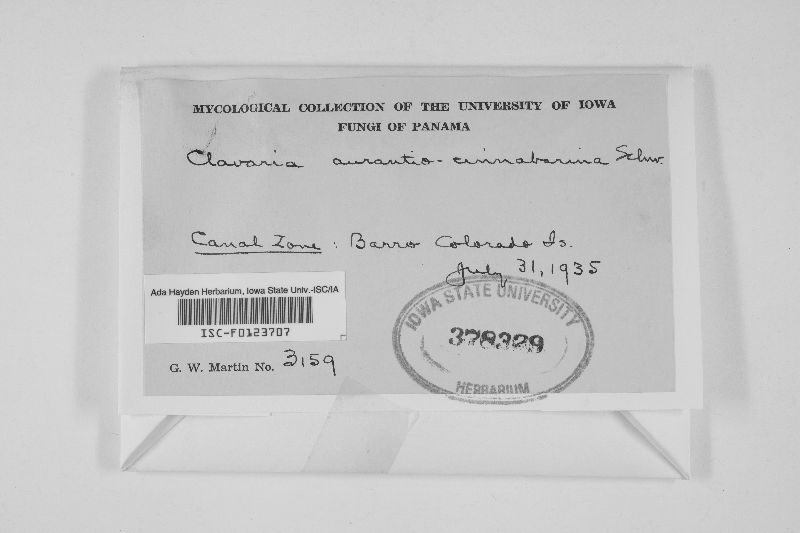 MYCOLOGICAL COLLECTION OF THE UNIVERSITY OF IOWA
FUNGI OF PANAMA
Clavaria aurantio-cinnabarina Schw.
Canal Zone : Barro Colorado Is.
July 31, 1935
Ada Hayden Herbarium, Iowa State Univ.-ISC/IA
ISC-F0123707
IOWA STATE UNIVERSITY
378329
HERBARIUM
G. W. Martin No. 3159